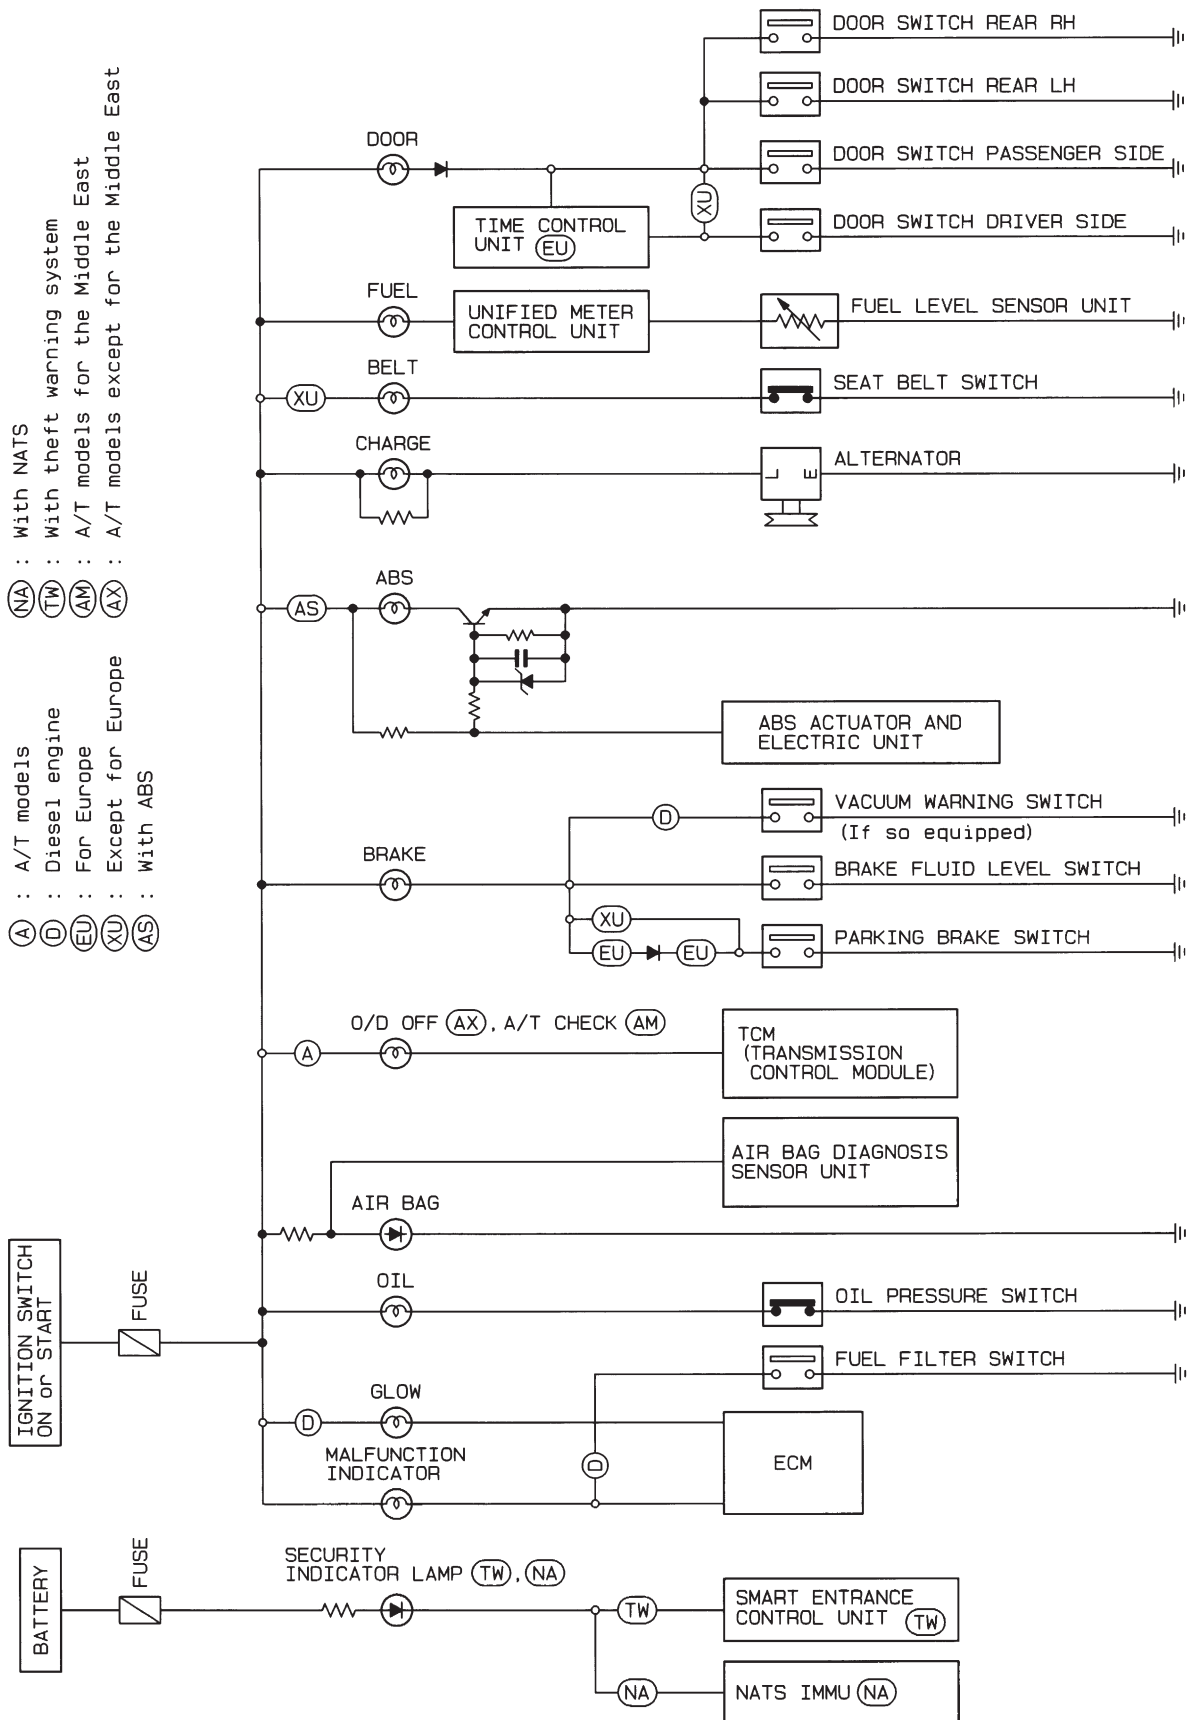 DOOR SWITCH REAR RH
DOOR SWITCH REAR LH
DOOR
DOOR SWITCH PASSENGER SIDE
XU
TIME CONTROL
UNIT EU
DOOR SWITCH DRIVER SIDE
FUEL
UNIFIED METER
CONTROL UNIT
FUEL LEVEL SENSOR UNIT
BELT
XU
SEAT BELT SWITCH
CHARGE
L E
ALTERNATOR
ABS
AS
ABS ACTUATOR AND
ELECTRIC UNIT
D
VACUUM WARNING SWITCH
(If so equipped)
BRAKE
BRAKE FLUID LEVEL SWITCH
XU
EU EU
PARKING BRAKE SWITCH
O/D OFF AX, A/T CHECK AM
A
TCM
(TRANSMISSION
CONTROL MODULE)
AIR BAG DIAGNOSIS
SENSOR UNIT
AIR BAG
OIL
OIL PRESSURE SWITCH
FUEL FILTER SWITCH
GLOW
D
MALFUNCTION
INDICATOR
D
ECM
SECURITY
INDICATOR LAMP TW, NA
TW
SMART ENTRANCE
CONTROL UNIT TW
NA
NATS IMMU NA
IGNITION SWITCH
ON or START
FUSE
BATTERY
FUSE
A : A/T models
D : Diesel engine
EU : For Europe
XU : Except for Europe
AS : With ABS
NA : With NATS
TW : With theft warning system
AM : A/T models for the Middle East
AX : A/T models except for the Middle East